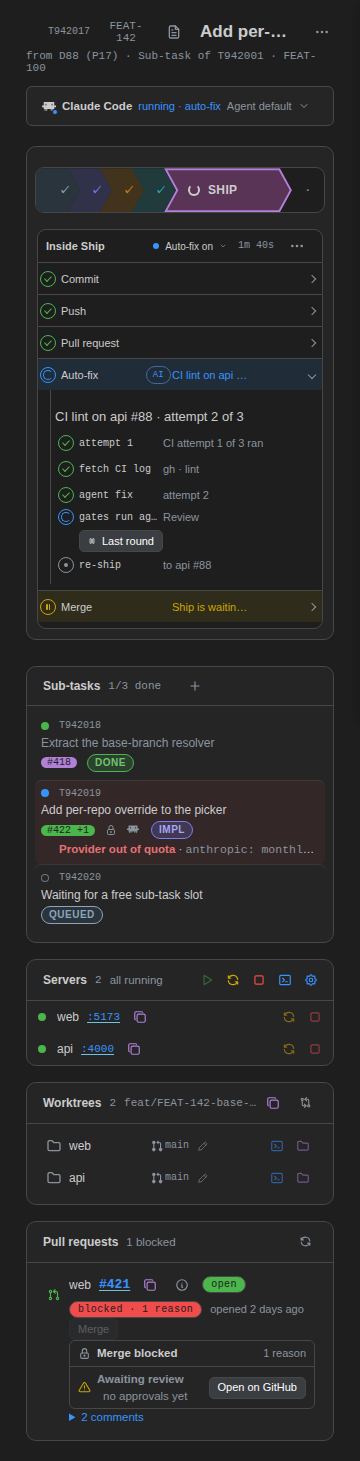 T942017 FEAT-142 Add per-…
from D88 (P17) · Sub-task of T942001 · FEAT-100
Claude Code running · auto-fix Agent default
SHIP
Inside Ship Auto-fix on 1m 40s
Commit
Push
Pull request
Auto-fix AI CI lint on api …
CI lint on api #88 · attempt 2 of 3
attempt 1 CI attempt 1 of 3 ran
fetch CI log gh · lint
agent fix attempt 2
gates run ag… Review
Last round
re-ship to api #88
Merge Ship is waitin…
Sub-tasks 1/3 done
T942018
Extract the base-branch resolver
#418 DONE
T942019
Add per-repo override to the picker
#422 +1 IMPL
Provider out of quota · anthropic: monthl…
T942020
Waiting for a free sub-task slot
QUEUED
Servers 2 all running
web :5173
api :4000
Worktrees 2 feat/FEAT-142-base-…
web main
api main
Pull requests 1 blocked
web #421 open
blocked · 1 reason opened 2 days ago
Merge
Merge blocked 1 reason
Awaiting review
no approvals yet
Open on GitHub
2 comments